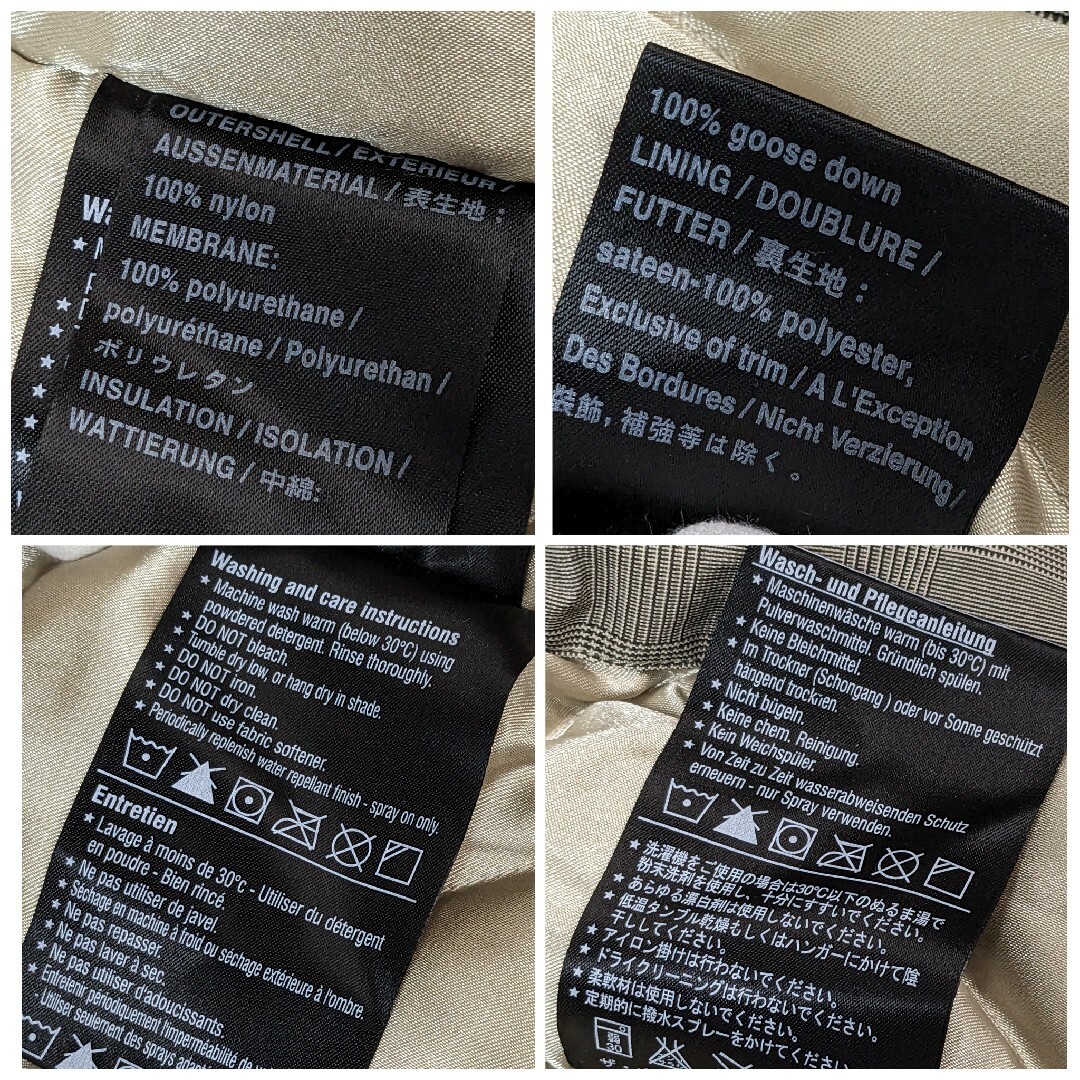 OUTERSHELL / EXTERIEUR /
AUSSENMATERIAL / 表生地 :
100% nylon
MEMBRANE:
100% polyurethane /
polyuréthane / Polyurethan /
ポリウレタン
INSULATION / ISOLATION /
WATTIERUNG / 中綿:
100% goose down
LINING / DOUBLURE /
FUTTER / 裏生地 :
sateen-100% polyester,
Exclusive of trim / A L'Exception
Des Bordures / Nicht Verzierung /
装飾, 補強等は除く。
Washing and care instructions
★ Machine wash warm (below 30°C) using
powdered detergent. Rinse thoroughly.
★ DO NOT bleach.
★ Tumble dry low, or hang dry in shade.
★ DO NOT iron.
★ DO NOT dry clean.
★ DO NOT use fabric softener.
★ Periodically replenish water repellant finish - spray on only.
Entretien
★ Lavage à moins de 30°c - Utiliser du détergent
en poudre - Bien rincé.
★ Ne pas utiliser de javel.
★ Séchage en machine à froid ou séchage extérieure à l'ombre.
★ Ne pas repasser.
★ Ne pas laver à sec.
★ Ne pas utiliser d'adoucissants.
★ Entretenir périodiquement l'imperméabilité de
- Utiliser seulement des sprays
Wasch- und Pflegeanleitung
★ Maschinenwäsche warm (bis 30°C) mit
Pulverwaschmittel. Gründlich spülen.
★ Keine Bleichmittel.
★ Im Trockner (Schongang ) oder vor Sonne geschützt
hängend trocklen.
★ Nicht bügeln.
★ Keine chem. Reinigung.
★ Kein Weichspüler.
★ Von Zeit zu Zeit wasserabweisenden Schutz
erneuern - nur Spray verwenden.
★ 洗濯機をご使用の場合は30℃以下のぬるま湯で
粉末洗剤を使用し、十分にすすいでください。
★ あらゆる漂白剤は使用しないでください。
★ 低温タンブル乾燥もしくはハンガーにかけて陰
干ししてください。
★ アイロン掛けは行わないでください。
★ ドライクリーニングは行わないでください。
★ 柔軟材は使用しないでください。
★ 定期的に撥水スプレーをかけてください。